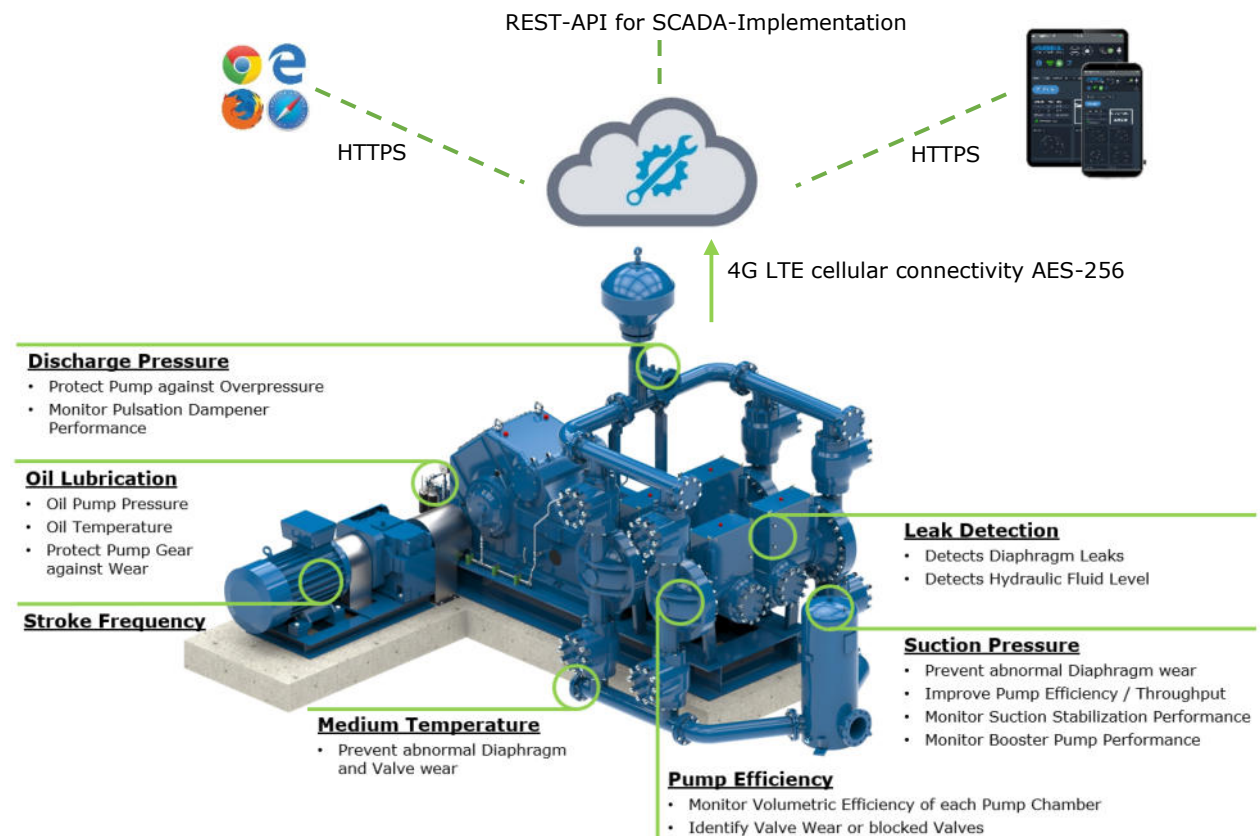 REST-API for SCADA-Implementation
HTTPS
HTTPS
4G LTE cellular connectivity AES-256
Discharge Pressure
• Protect Pump against Overpressure
• Monitor Pulsation Dampener
Performance
Oil Lubrication
• Oil Pump Pressure
• Oil Temperature
• Protect Pump Gear
against Wear
Stroke Frequency
Leak Detection
• Detects Diaphragm Leaks
• Detects Hydraulic Fluid Level
Suction Pressure
• Prevent abnormal Diaphragm wear
• Improve Pump Efficiency / Throughput
• Monitor Suction Stabilization Performance
• Monitor Booster Pump Performance
Medium Temperature
• Prevent abnormal Diaphragm
and Valve wear
Pump Efficiency
• Monitor Volumetric Efficiency of each Pump Chamber
• Identify Valve Wear or blocked Valves